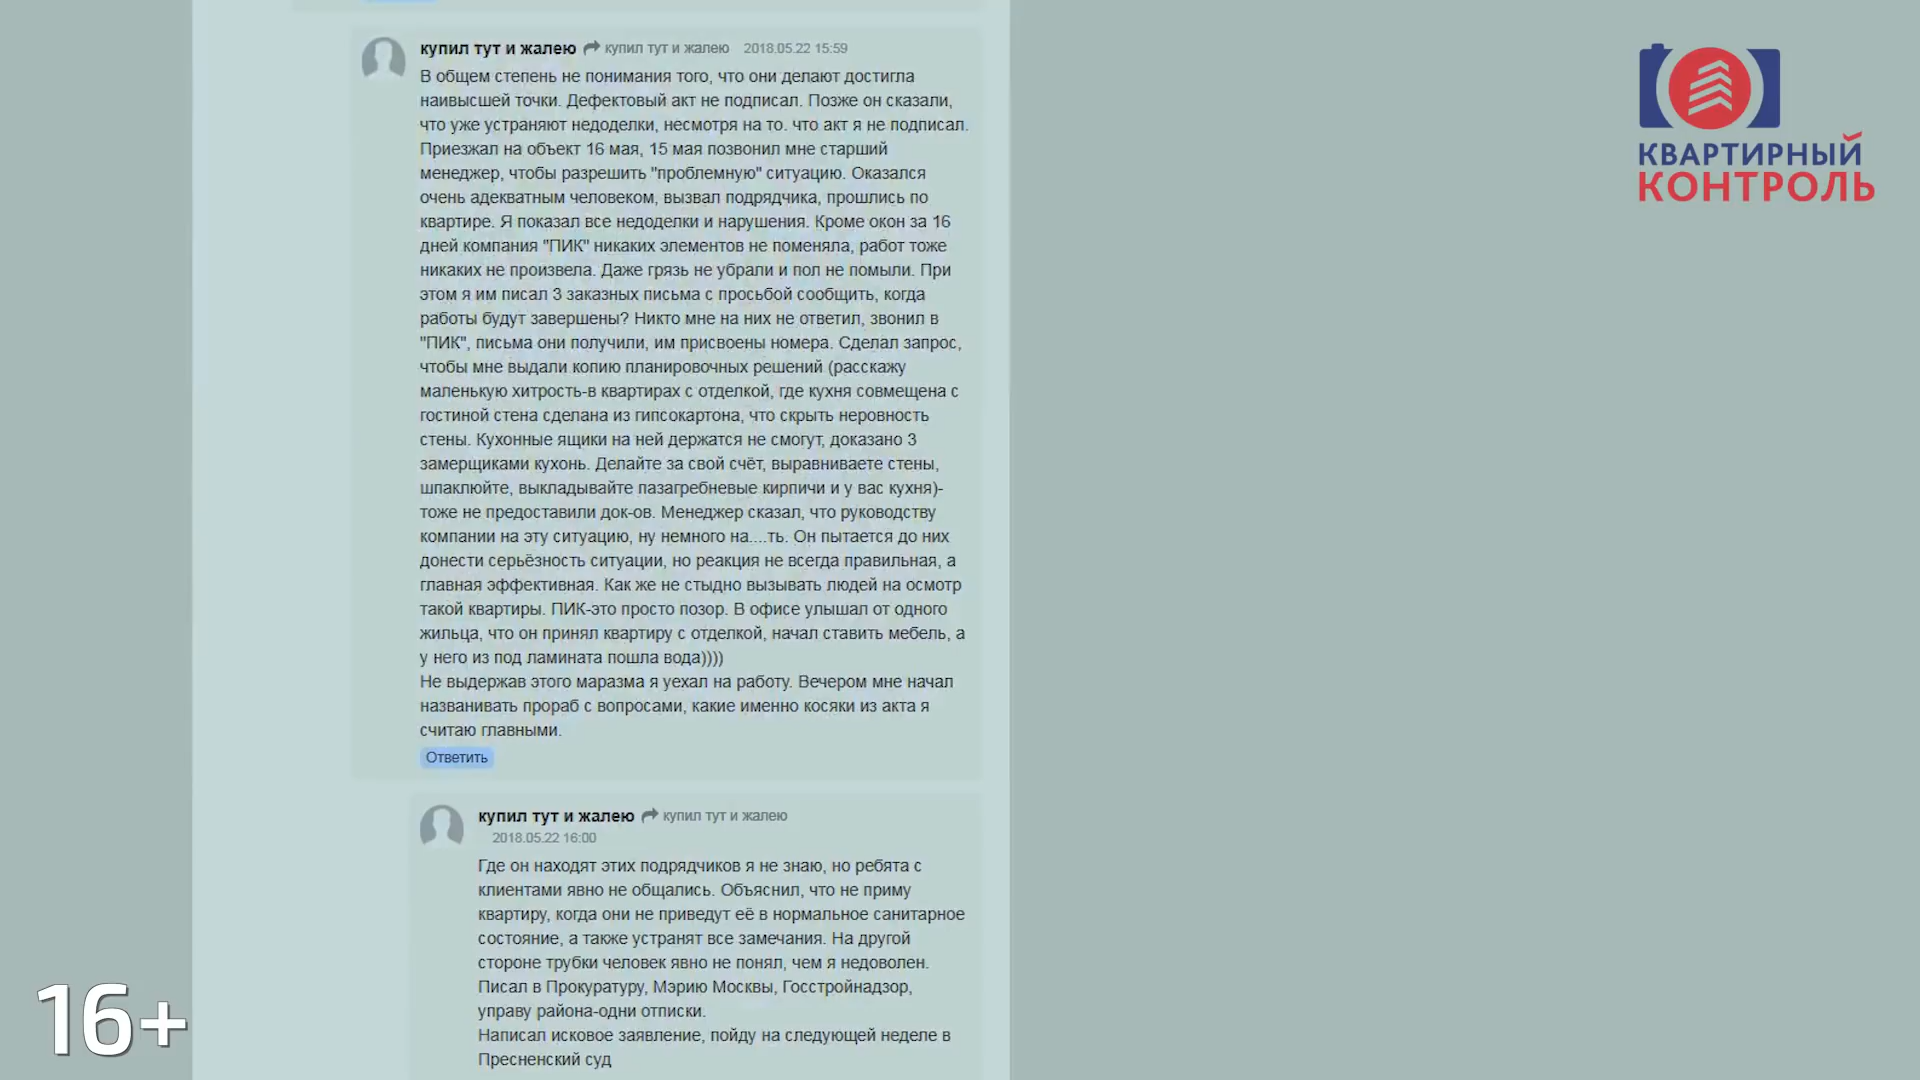 купил тут и жалею купил тут и жалею 2018.05.22 15:59
В общем степень не понимания того, что они делают достигла
наивысшей точки. Дефектовый акт не подписал. Позже он сказали,
что уже устраняют недоделки, несмотря на то. что акт я не подписал.
Приезжал на объект 16 мая, 15 мая позвонил мне старший
менеджер, чтобы разрешить "проблемную" ситуацию. Оказался
очень адекватным человеком, вызвал подрядчика, прошлись по
квартире. Я показал все недоделки и нарушения. Кроме окон за 16
дней компания "ПИК" никаких элементов не поменяла, работ тоже
никаких не произвела. Даже грязь не убрали и пол не помыли. При
этом я им писал 3 заказных письма с просьбой сообщить, когда
работы будут завершены? Никто мне на них не ответил, звонил в
"ПИК", письма они получили, им присвоены номера. Сделал запрос,
чтобы мне выдали копию планировочных решений (расскажу
маленькую хитрость-в квартирах с отделкой, где кухня совмещена с
гостиной стена сделана из гипсокартона, что скрыть неровность
стены. Кухонные ящики на ней держатся не смогут, доказано 3
замерщиками кухонь. Делайте за свой счёт, выравниваете стены,
шпаклюйте, выкладывайте пазагребневые кирпичи и у вас кухня)-
тоже не предоставили док-ов. Менеджер сказал, что руководству
компании на эту ситуацию, ну немного на....ть. Он пытается до них
донести серьёзность ситуации, но реакция не всегда правильная, а
главная эффективная. Как же не стыдно вызывать людей на осмотр
такой квартиры. ПИК-это просто позор. В офисе улышал от одного
жильца, что он принял квартиру с отделкой, начал ставить мебель, а
у него из под ламината пошла вода))))
Не выдержав этого маразма я уехал на работу. Вечером мне начал
названивать прораб с вопросами, какие именно косяки из акта я
считаю главными.
Ответить
купил тут и жалею купил тут и жалею
2018.05.22 16:00
Где он находят этих подрядчиков я не знаю, но ребята с
клиентами явно не общались. Объяснил, что не приму
квартиру, когда они не приведут её в нормальное санитарное
состояние, а также устранят все замечания. На другой
стороне трубки человек явно не понял, чем я недоволен.
Писал в Прокуратуру, Мэрию Москвы, Госстройнадзор,
управу района-одни отписки.
Написал исковое заявление, пойду на следующей неделе в
Пресненский суд
КВАРТИРНЫЙ
КОНТРОЛЬ
16+